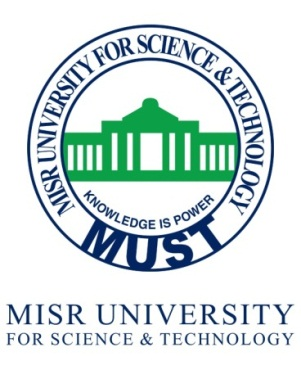 MISR UNIVERSITY FOR SCIENCE & TECHNOLOGY
KNOWLEDGE IS POWER
MUST
MISR UNIVERSITY
FOR SCIENCE & TECHNOLOGY